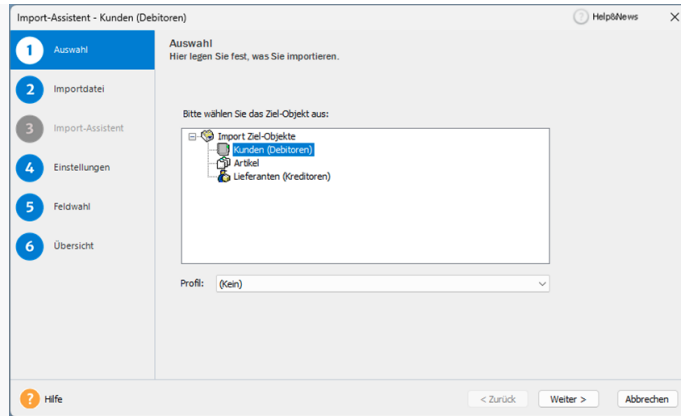 Import-Assistent - Kunden (Debitoren)
? Help&News
1 Auswahl
2 Importdatei
3 Import-Assistent
4 Einstellungen
5 Feldwahl
6 Übersicht
Auswahl
Hier legen Sie fest, was Sie importieren.
Bitte wählen Sie das Ziel-Objekt aus:
Import Ziel-Objekte
Kunden (Debitoren)
Artikel
Lieferanten (Kreditoren)
Profil: (Kein)
? Hilfe
< Zurück Weiter > Abbrechen